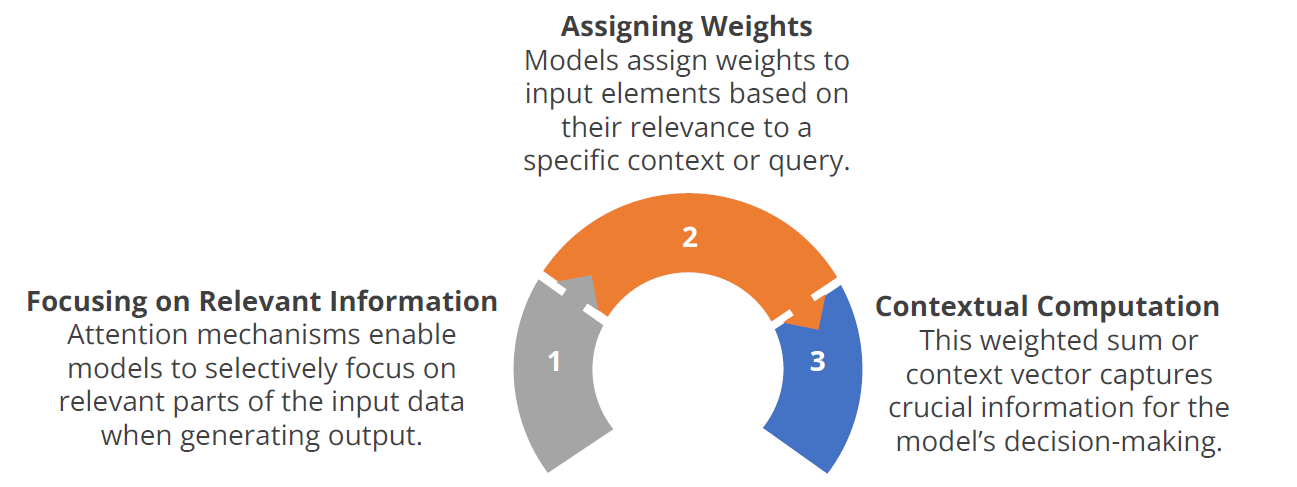 Assigning Weights
Models assign weights to
input elements based on
their relevance to a
specific context or query.
2
Focusing on Relevant Information
Attention mechanisms enable
models to selectively focus on
relevant parts of the input data
when generating output.
1
3
Contextual Computation
This weighted sum or
context vector captures
crucial information for the
model’s decision-making.